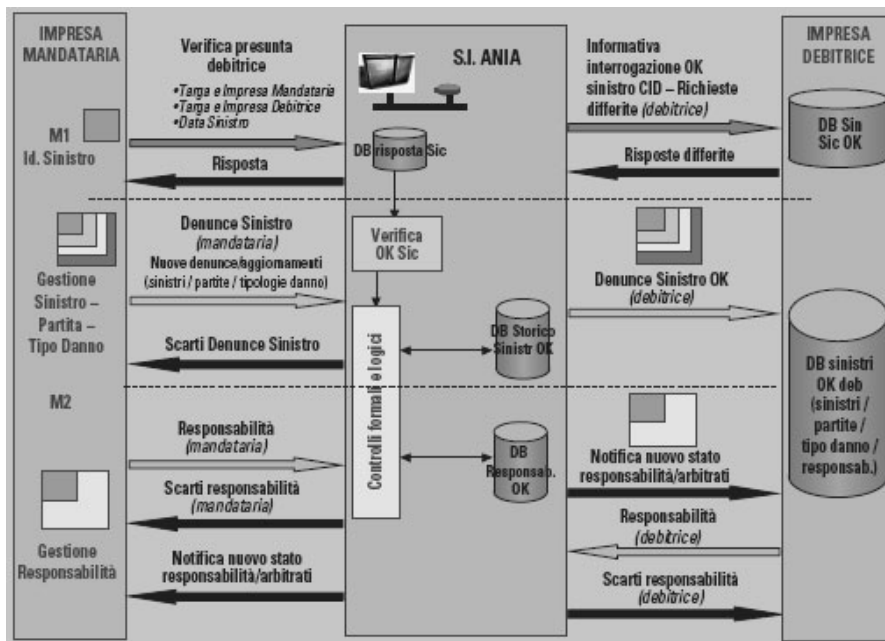 IMPRESA
MANDATARIA
M1
Id. Sinistro
Gestione
Sinistro –
Partita –
Tipo Danno
M2
Gestione
Responsabilità
Verifica presunta
debitrice
•Targa e Impresa Mandataria
•Targa e Impresa Debitrice
•Data Sinistro
Risposta
Denunce Sinistro
(mandataria)
Nuove denunce/aggiornamenti
(sinistri / partite / tipologie danno)
Scarti Denunce Sinistro
Responsabilità
(mandataria)
Scarti responsabilità
(mandataria)
Notifica nuovo stato
responsabilità/arbitrati
S.I. ANIA
DB risposta Sic
Verifica
OK Sic
Controlli formali e logici
DB Storico
Sinistr OK
DB
Responsab.
OK
Informativa
interrogazione OK
sinistro CID – Richieste
differite (debitrice)
Risposte differite
Denunce Sinistro OK
(debitrice)
Notifica nuovo stato
responsabilità/arbitrati
Responsabilità
(debitrice)
Scarti responsabilità
(debitrice)
IMPRESA
DEBITRICE
DB Sin
Sic OK
DB sinistri
OK deb
(sinistri /
partite /
tipo danno /
responsab.)